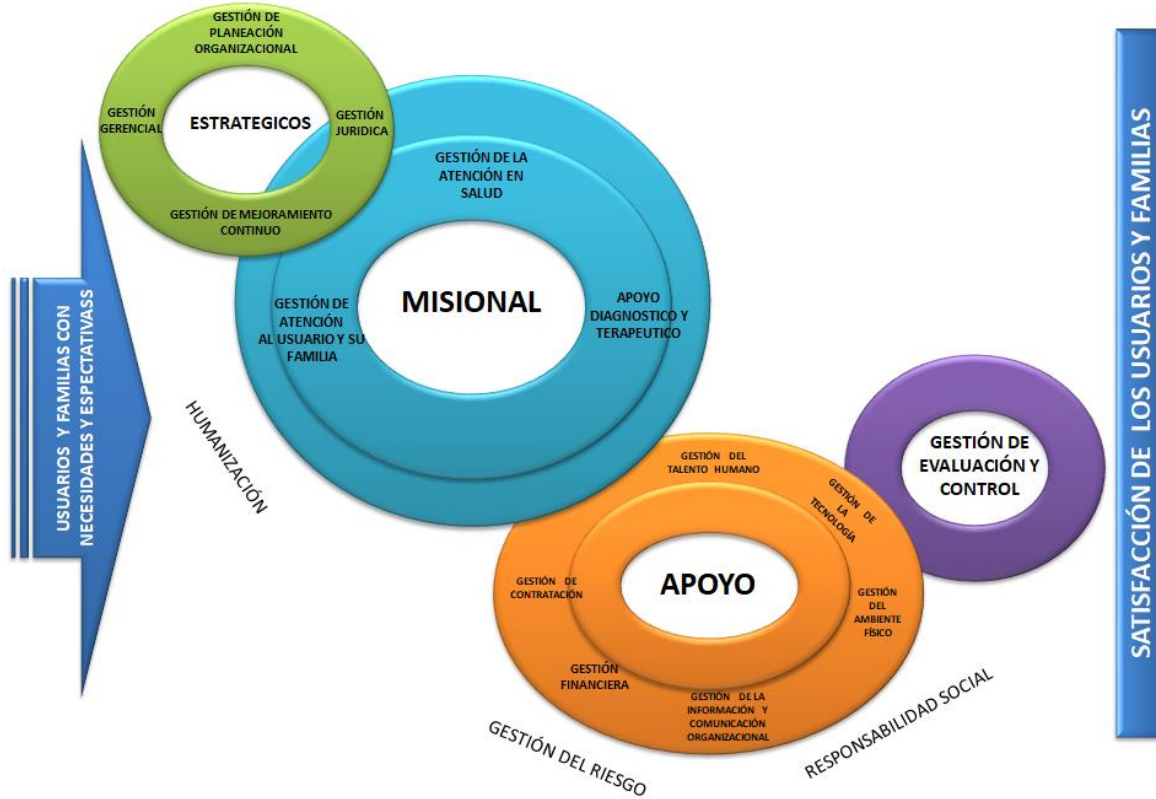 GESTIÓN DE
PLANEACIÓN
ORGANIZACIONAL
GESTIÓN
GERENCIAL
ESTRATEGICOS
GESTIÓN
JURIDICA
GESTIÓN DE MEJORAMIENTO
CONTINUO
USUARIOS Y FAMILIAS CON
NECESIDADES Y ESPECTATIVASS
GESTIÓN DE LA
ATENCIÓN EN
SALUD
MISIONAL
GESTIÓN DE
ATENCIÓN
AL USUARIO Y SU
FAMILIA
APOYO
DIAGNOSTICO Y
TERAPEUTICO
HUMANIZACIÓN
GESTIÓN DEL
TALENTO HUMANO
GESTIÓN DE
LA
TECNOLOGÍA
GESTIÓN DE
CONTRATACIÓN
APOYO
GESTIÓN
DEL
AMBIENTE
FÍSICO
GESTIÓN
FINANCIERA
GESTIÓN DE LA
INFORMACIÓN Y
COMUNICACIÓN
ORGANIZACIONAL
GESTIÓN DEL RIESGO
RESPONSABILIDAD SOCIAL
GESTIÓN DE
EVALUACIÓN Y
CONTROL
SATISFACCIÓN DE LOS USUARIOS Y FAMILIAS